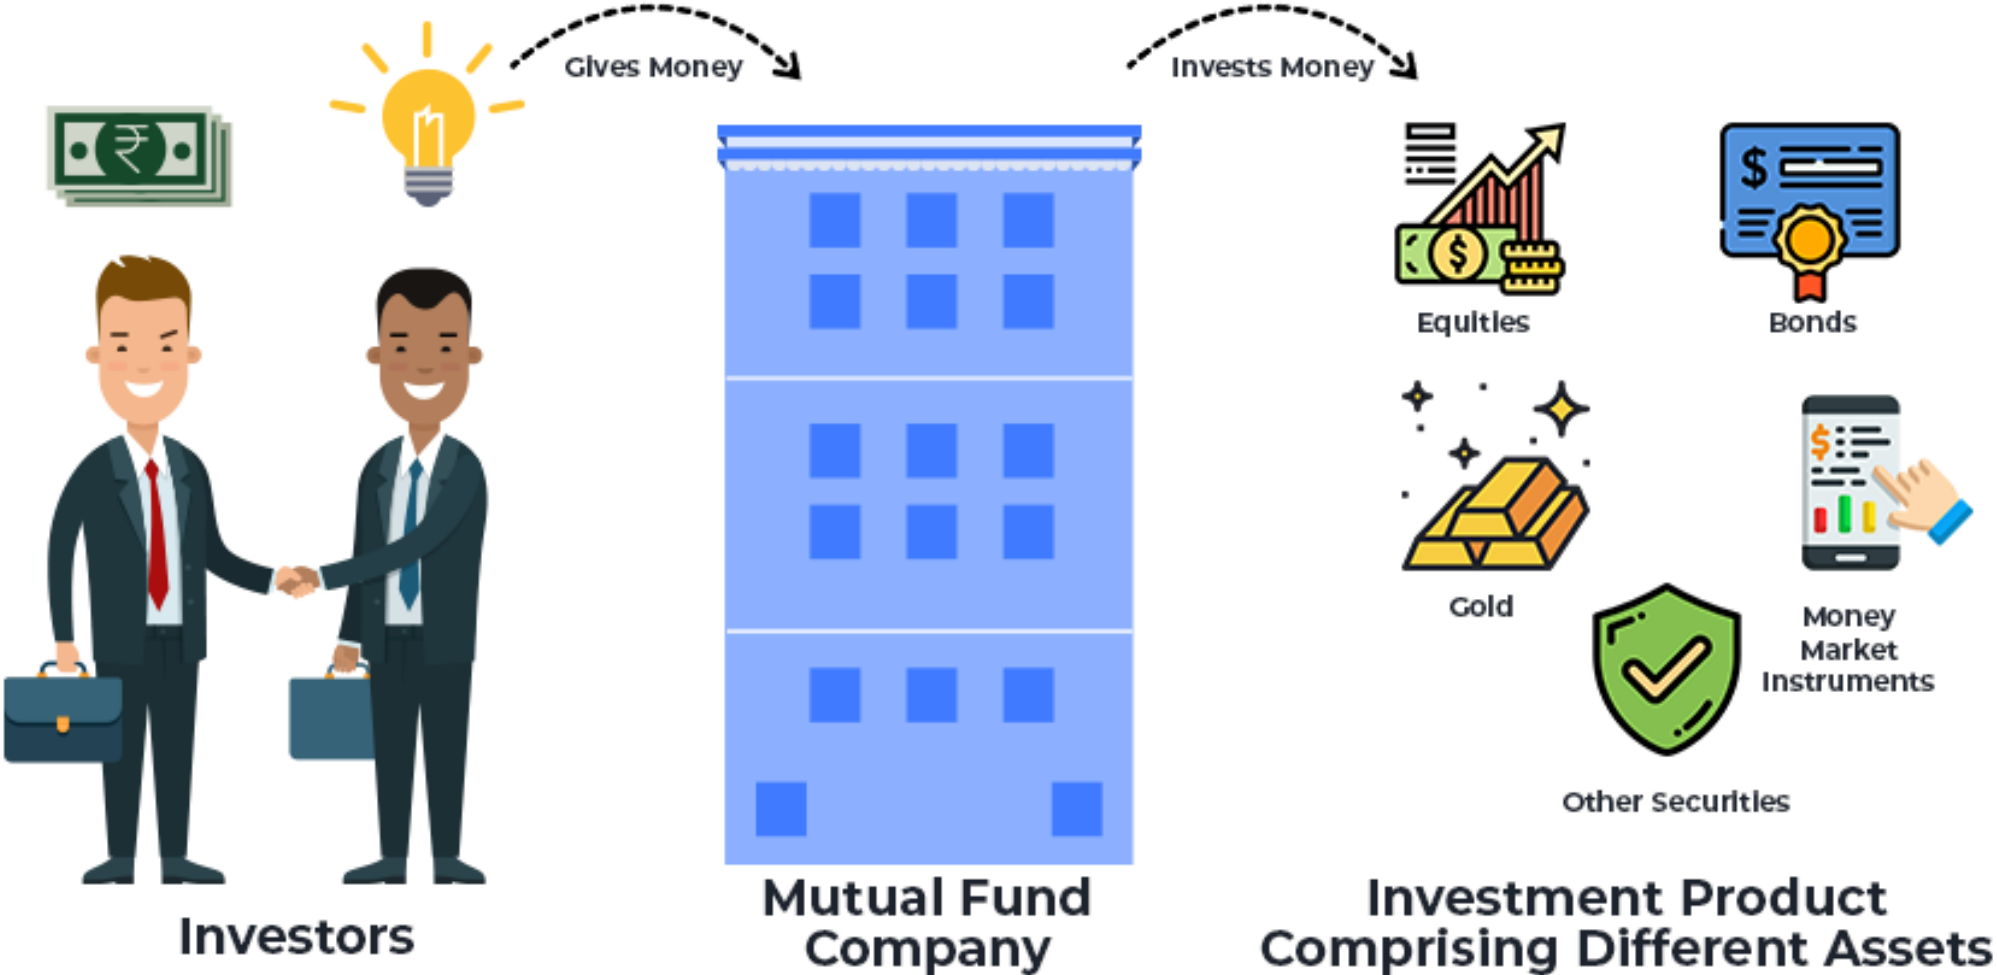 Gives Money
Invests Money
₹
$
$
Equities
Bonds
$
Gold
Money
Market
Instruments
Other Securities
Investors
Mutual Fund
Company
Investment Product
Comprising Different Assets